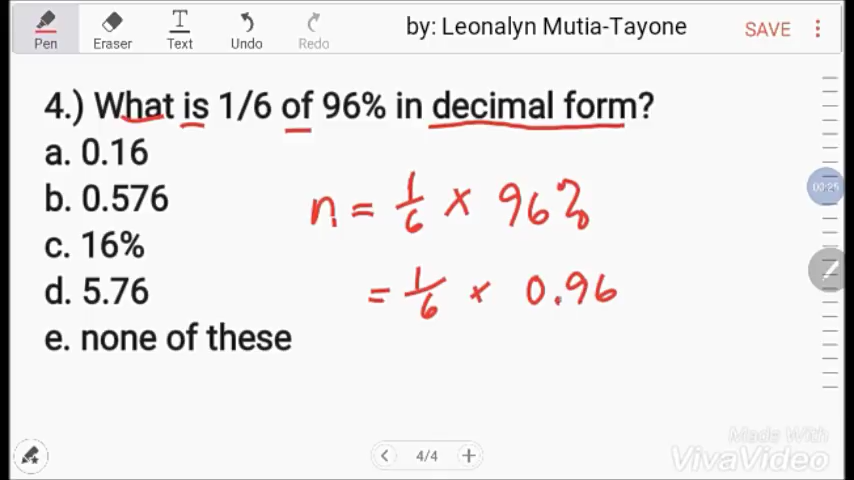 Pen
Eraser
Text
Undo
Redo
by: Leonalyn Mutia-Tayone
SAVE
4.) What is 1/6 of 96% in decimal form?
a. 0.16
b. 0.576
c. 16%
d. 5.76
e. none of these
n = 1/6 × 96%
= 1/6 × 0.96
00:25
4/4
Made With
VivaVideo